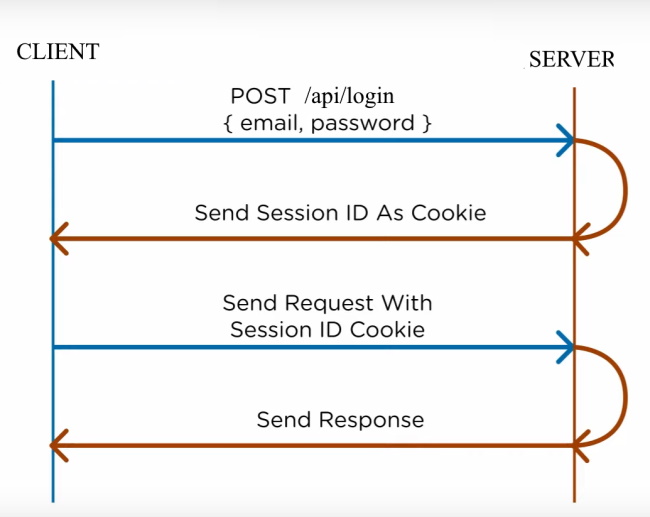 CLIENT
SERVER
POST /api/login
{ email, password }
Send Session ID As Cookie
Send Request With
Session ID Cookie
Send Response